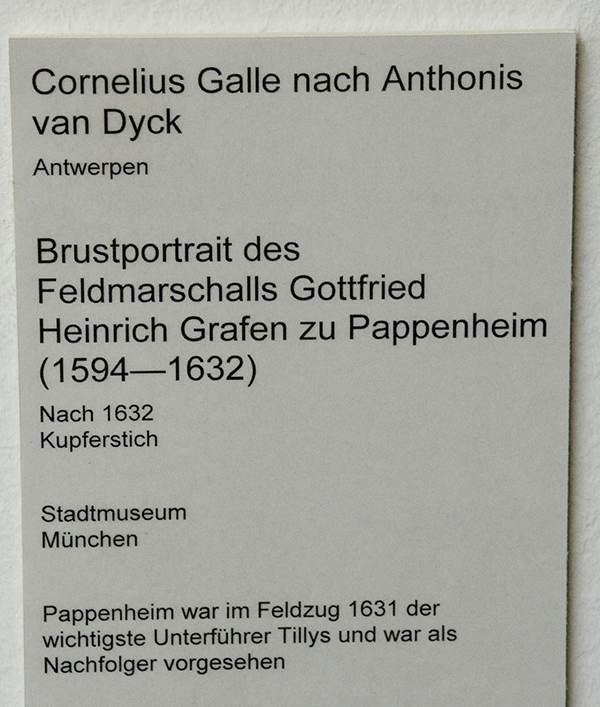 Cornelius Galle nach Anthonis
van Dyck
Antwerpen
Brustportrait des
Feldmarschalls Gottfried
Heinrich Grafen zu Pappenheim
(1594—1632)
Nach 1632
Kupferstich
Stadtmuseum
München
Pappenheim war im Feldzug 1631 der
wichtigste Unterführer Tillys und war als
Nachfolger vorgesehen